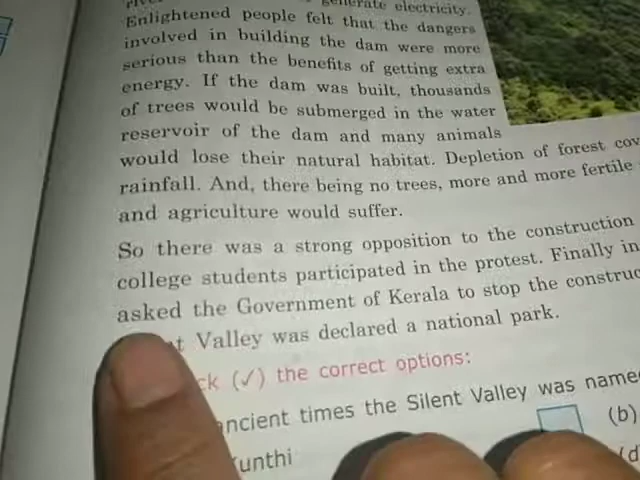 generate electricity.
Enlightened people felt that the dangers
involved in building the dam were more
serious than the benefits of getting extra
energy. If the dam was built, thousands
of trees would be submerged in the water
reservoir of the dam and many animals
would lose their natural habitat. Depletion of forest cov
rainfall. And, there being no trees, more and more fertile
and agriculture would suffer.
So there was a strong opposition to the construction
college students participated in the protest. Finally in
asked the Government of Kerala to stop the construc
t Valley was declared a national park.
ck (✓) the correct options:
ancient times the Silent Valley was name
(b)
unthi
(d